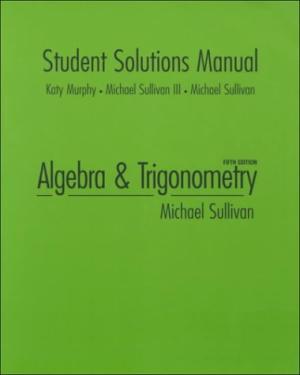 Student Solutions Manual
Katy Murphy • Michael Sullivan III • Michael Sullivan
FIFTH EDITION
Algebra & Trigonometry
Michael Sullivan